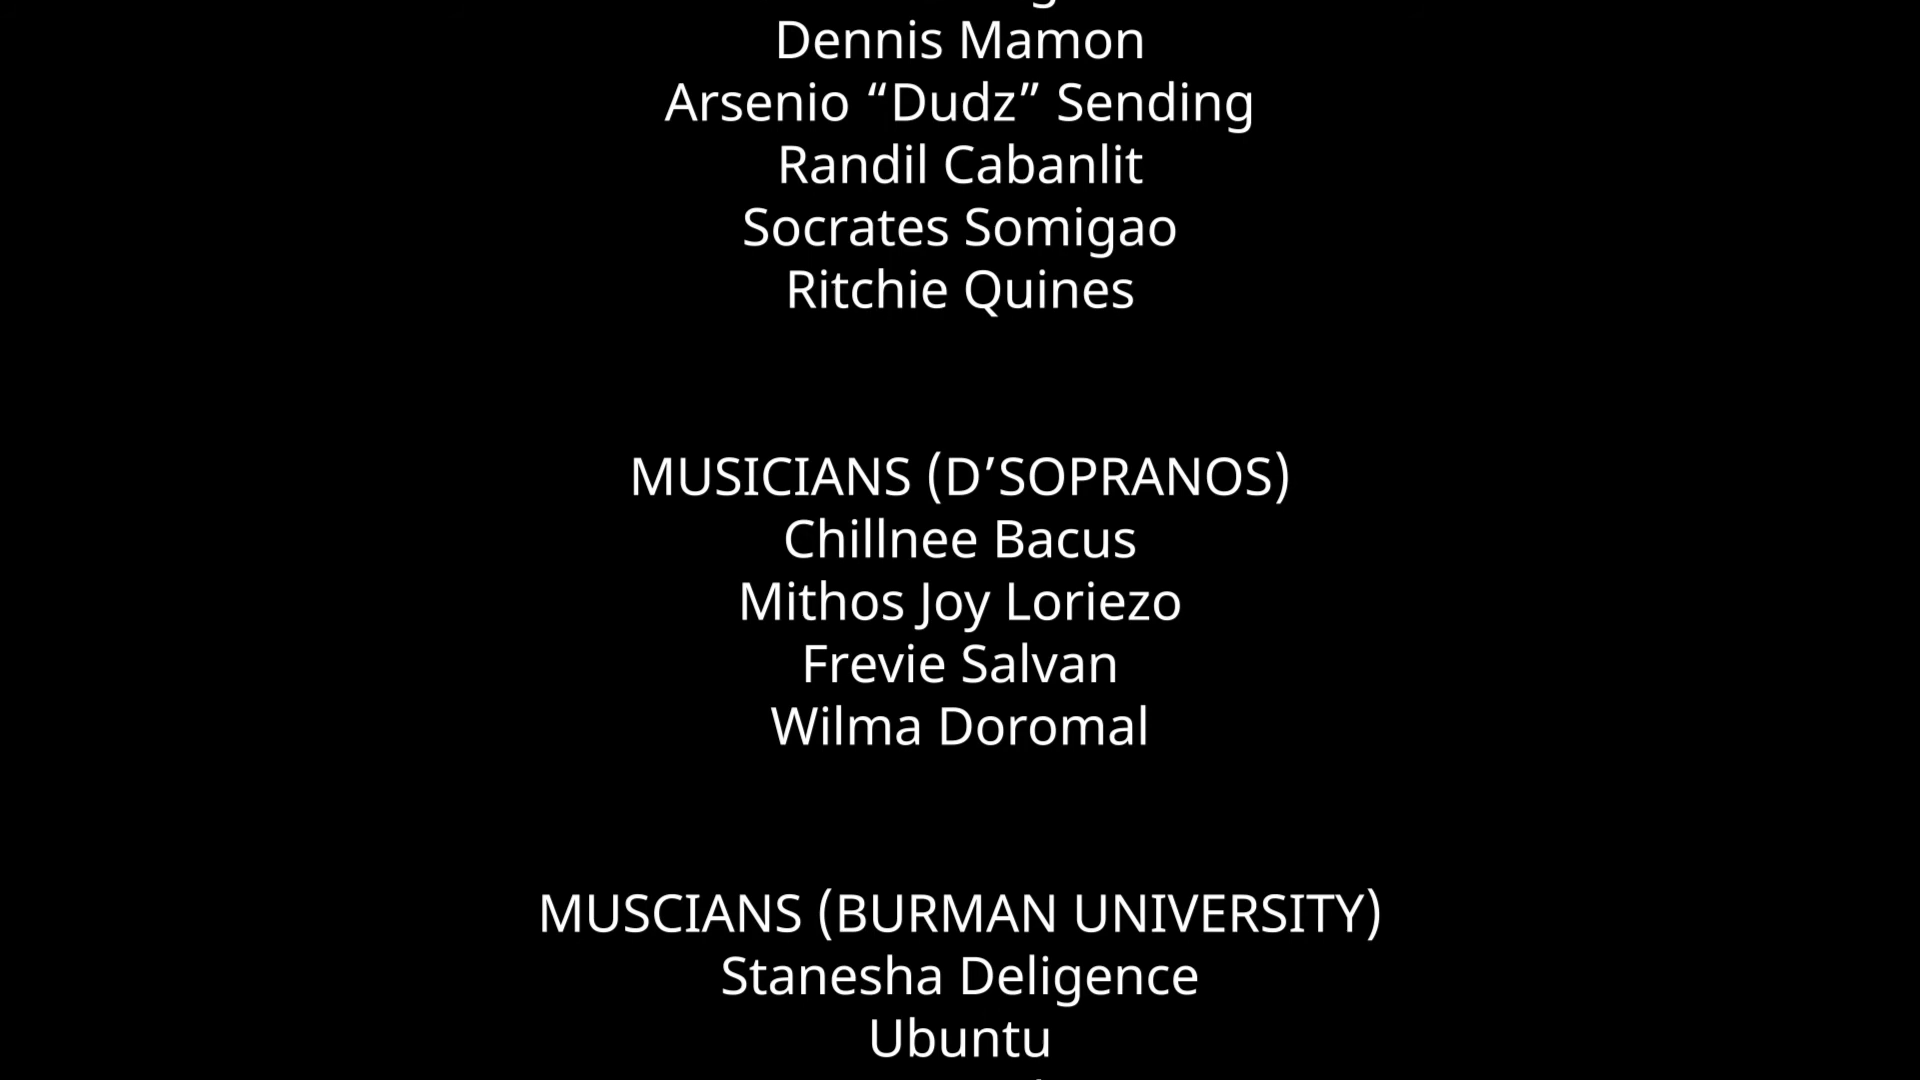 Dennis Mamon
Arsenio “Dudz” Sending
Randil Cabanlit
Socrates Somigao
Ritchie Quines
MUSICIANS (D’SOPRANOS)
Chillnee Bacus
Mithos Joy Loriezo
Frevie Salvan
Wilma Doromal
MUSCIANS (BURMAN UNIVERSITY)
Stanesha Deligence
Ubuntu